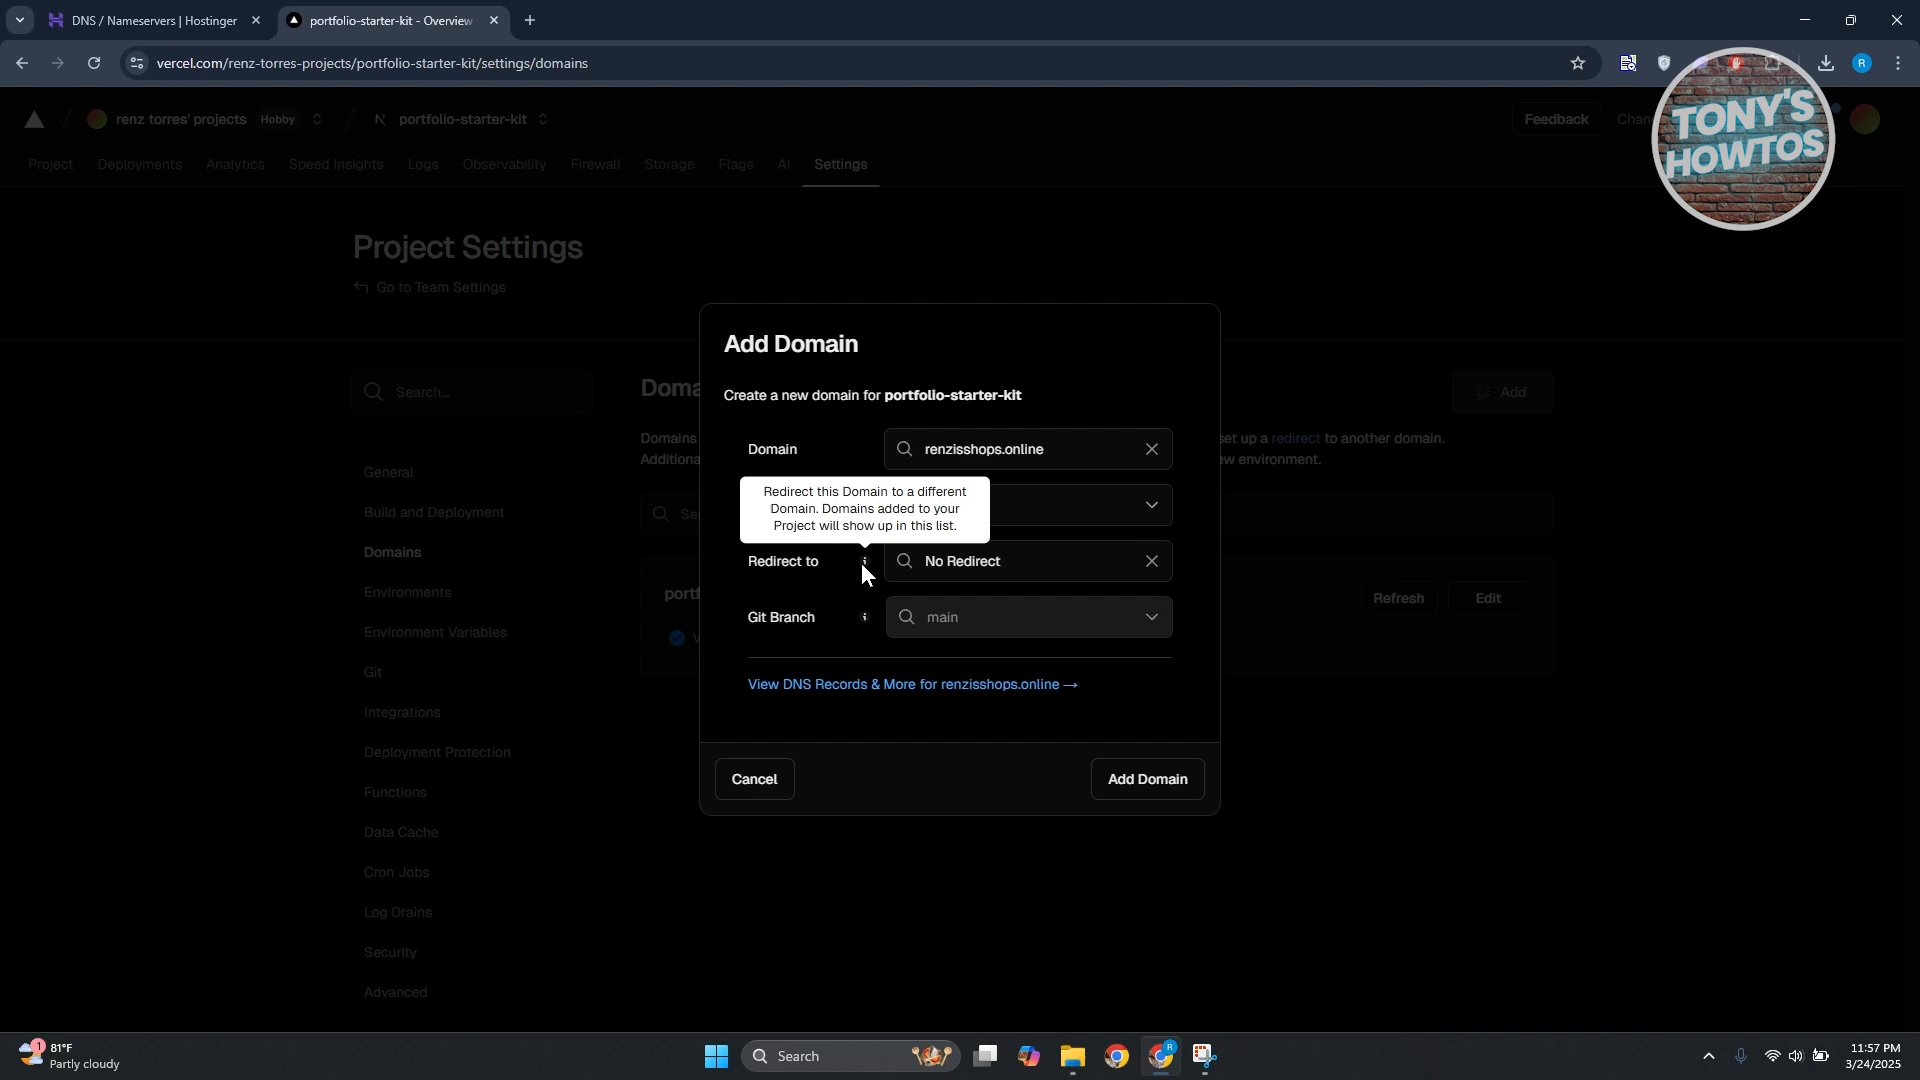 DNS / Nameservers | Hostinger
portfolio-starter-kit - Overview
vercel.com/renz-torres-projects/portfolio-starter-kit/settings/domains
R
TONY'S
HOWTOS
renz torres' projects Hobby
portfolio-starter-kit
Feedback
Project Deployments Analytics Speed Insights Logs Observability Firewall Storage Flags AI Settings
Project Settings
Go to Team Settings
Search...
General
Build and Deployment
Domains
Environments
Environment Variables
Git
Integrations
Deployment Protection
Functions
Data Cache
Cron Jobs
Log Drains
Security
Advanced
Add
set up a redirect to another domain.
Domains
Refresh
Edit
Add Domain
Create a new domain for portfolio-starter-kit
Domain
renzisshops.online
Redirect this Domain to a different
Domain. Domains added to your
Project will show up in this list.
Redirect to
No Redirect
Git Branch
main
View DNS Records & More for renzisshops.online →
Cancel
Add Domain
1
81°F
Partly cloudy
Search
R
11:57 PM
3/24/2025